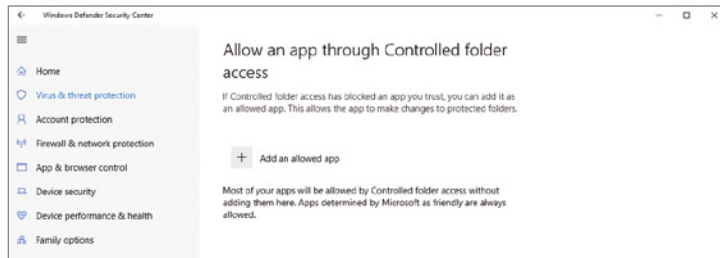 Windows Defender Security Center
Allow an app through Controlled folder
access
If Controlled folder access has blocked an app you trust, you can add it as
an allowed app. This allows the app to make changes to protected folders.
Add an allowed app
Most of your apps will be allowed by Controlled folder access without
adding them here. Apps determined by Microsoft as friendly are always
allowed.
Home
Virus & threat protection
Account protection
Firewall & network protection
App & browser control
Device security
Device performance & health
Family options